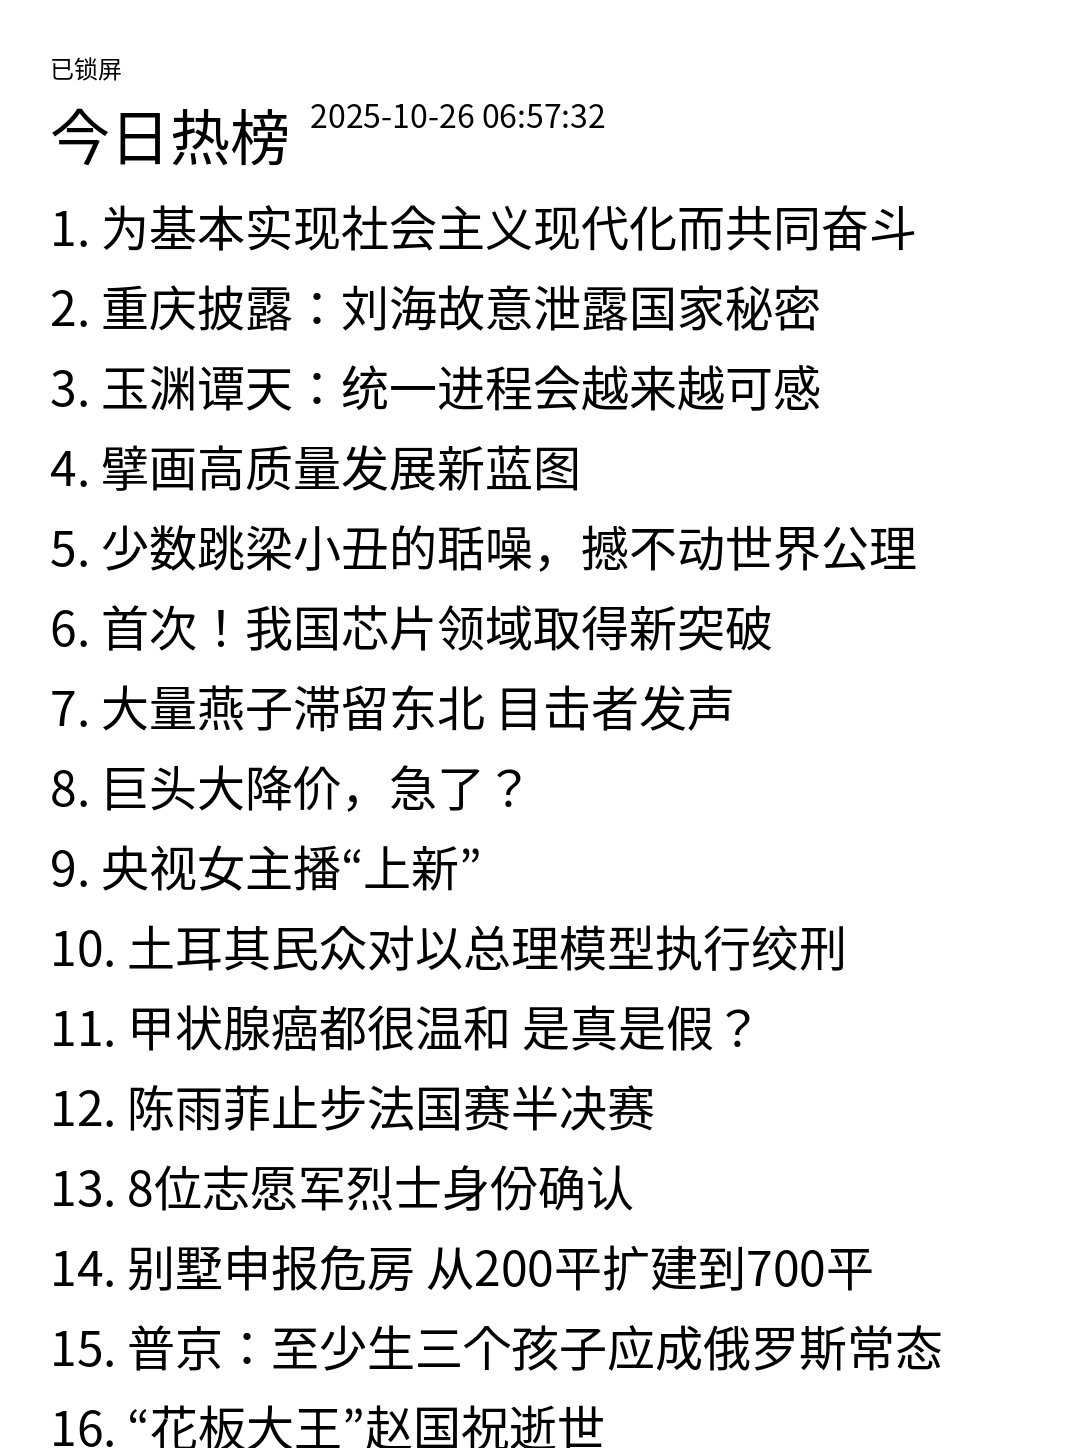 已锁屏
今日热榜 2025-10-26 06:57:32
1. 为基本实现社会主义现代化而共同奋斗
2. 重庆披露：刘海故意泄露国家秘密
3. 玉渊谭天：统一进程会越来越可感
4. 擘画高质量发展新蓝图
5. 少数跳梁小丑的聒噪，撼不动世界公理
6. 首次！我国芯片领域取得新突破
7. 大量燕子滞留东北 目击者发声
8. 巨头大降价，急了？
9. 央视女主播“上新”
10. 土耳其民众对以总理模型执行绞刑
11. 甲状腺癌都很温和 是真是假？
12. 陈雨菲止步法国赛半决赛
13. 8位志愿军烈士身份确认
14. 别墅申报危房 从200平扩建到700平
15. 普京：至少生三个孩子应成俄罗斯常态
16. “花板大王”赵国祝逝世